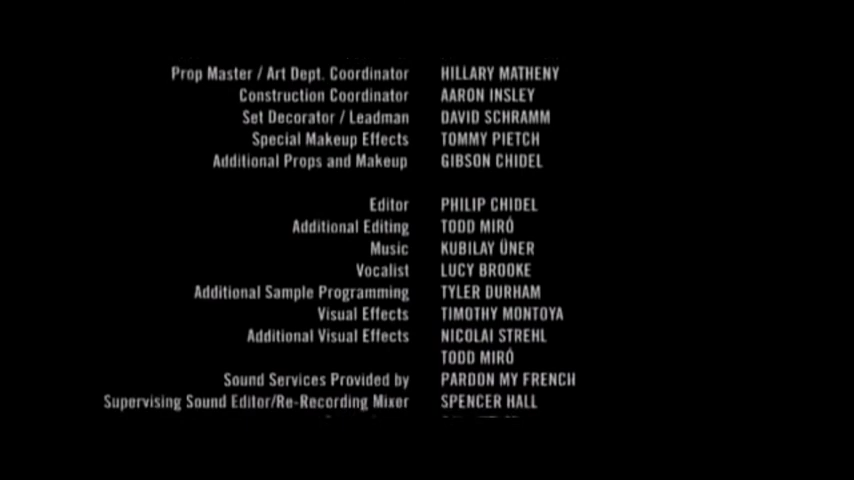 Prop Master / Art Dept. Coordinator HILLARY MATHENY
Construction Coordinator AARON INSLEY
Set Decorator / Leadman DAVID SCHRAMM
Special Makeup Effects TOMMY PIETCH
Additional Props and Makeup GIBSON CHIDEL
Editor PHILIP CHIDEL
Additional Editing TODD MIRÓ
Music KUBILAY ÜNER
Vocalist LUCY BROOKE
Additional Sample Programming TYLER DURHAM
Visual Effects TIMOTHY MONTOYA
Additional Visual Effects NICOLAI STREHL
TODD MIRÓ
Sound Services Provided by PARDON MY FRENCH
Supervising Sound Editor/Re-Recording Mixer SPENCER HALL